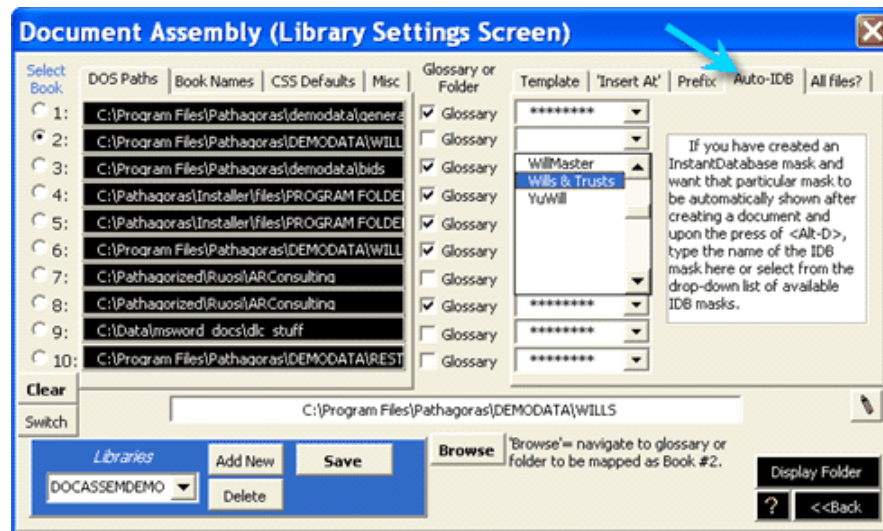 Document Assembly (Library Settings Screen)
Select Book
DOS Paths
Book Names
CSS Defaults
Misc
Glossary or Folder
Template
'Insert At'
Prefix
Auto-IDB
All files?
1: C:\Program Files\Pathagoras\demodata\genera Glossary ********
2: C:\Program Files\Pathagoras\DEMODATA\WILL Glossary
3: C:\Program Files\Pathagoras\demodata\bids Glossary
4: C:\Pathagoras\Installer\files\PROGRAM FOLDE Glossary
5: C:\Pathagoras\Installer\files\PROGRAM FOLDE Glossary
6: C:\Program Files\Pathagoras\DEMODATA\WILL Glossary
7: C:\Pathagorized\Ruosi\ARConsulting Glossary
8: C:\Pathagorized\Ruosi\ARConsulting Glossary ********
9: C:\Data\msword_docs\dlc_stuff Glossary ********
10: C:\Program Files\Pathagoras\DEMODATA\REST Glossary ********
WillMaster
Wills & Trusts
YuWill
If you have created an
InstantDatabase mask and
want that particular mask to
be automatically shown after
creating a document and
upon the press of <Alt-D>,
type the name of the IDB
mask here or select from the
drop-down list of available
IDB masks.
Clear
Switch
C:\Program Files\Pathagoras\DEMODATA\WILLS
Libraries
DOCASSEMDEMO
Add New
Delete
Save
Browse
'Browse'= navigate to glossary or
folder to be mapped as Book #2.
Display Folder
?
<<Back